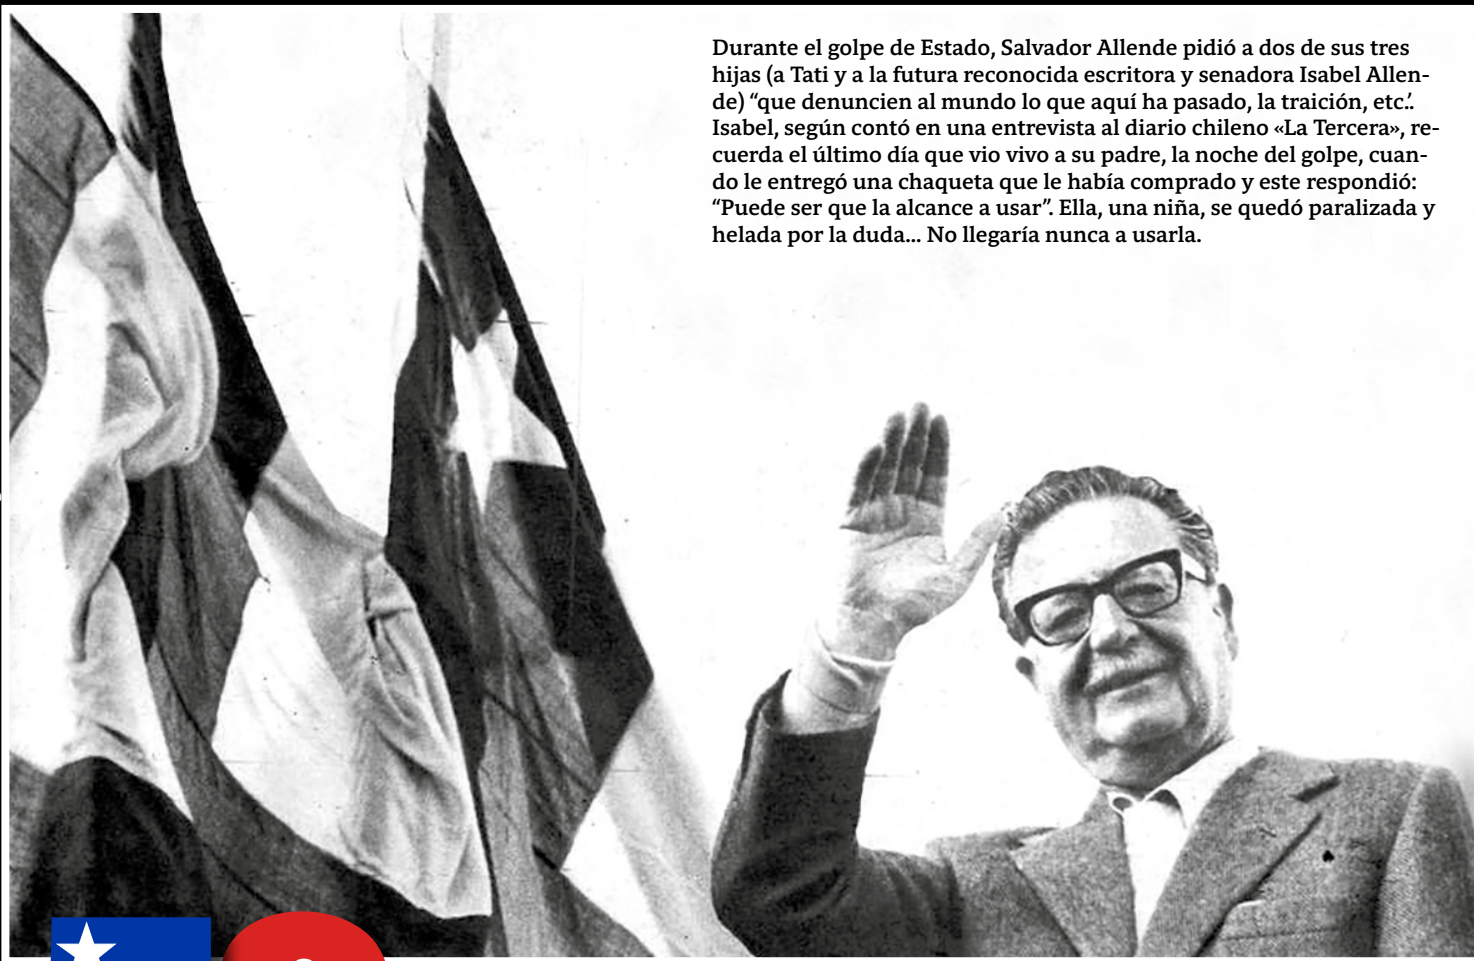 Durante el golpe de Estado, Salvador Allende pidió a dos de sus tres
hijas (a Tati y a la futura reconocida escritora y senadora Isabel Allen-
de) “que denuncien al mundo lo que aquí ha pasado, la traición, etc.”.
Isabel, según contó en una entrevista al diario chileno «La Tercera», re-
cuerda el último día que vio vivo a su padre, la noche del golpe, cuan-
do le entregó una chaqueta que le había comprado y este respondió:
“Puede ser que la alcance a usar”. Ella, una niña, se quedó paralizada y
helada por la duda... No llegaría nunca a usarla.